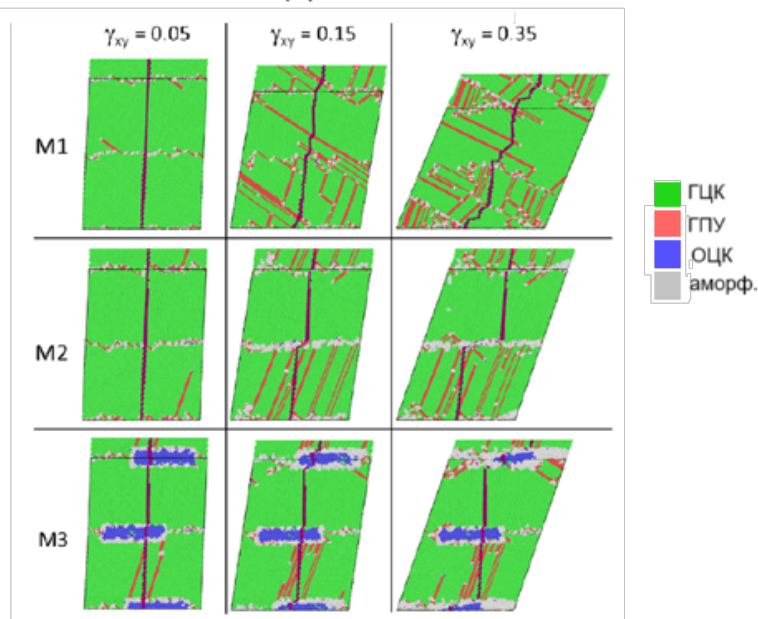 γxy = 0.05 γxy = 0.15 γxy = 0.35
M1
M2
M3
ГЦК
ГПУ
ОЦК
аморф.